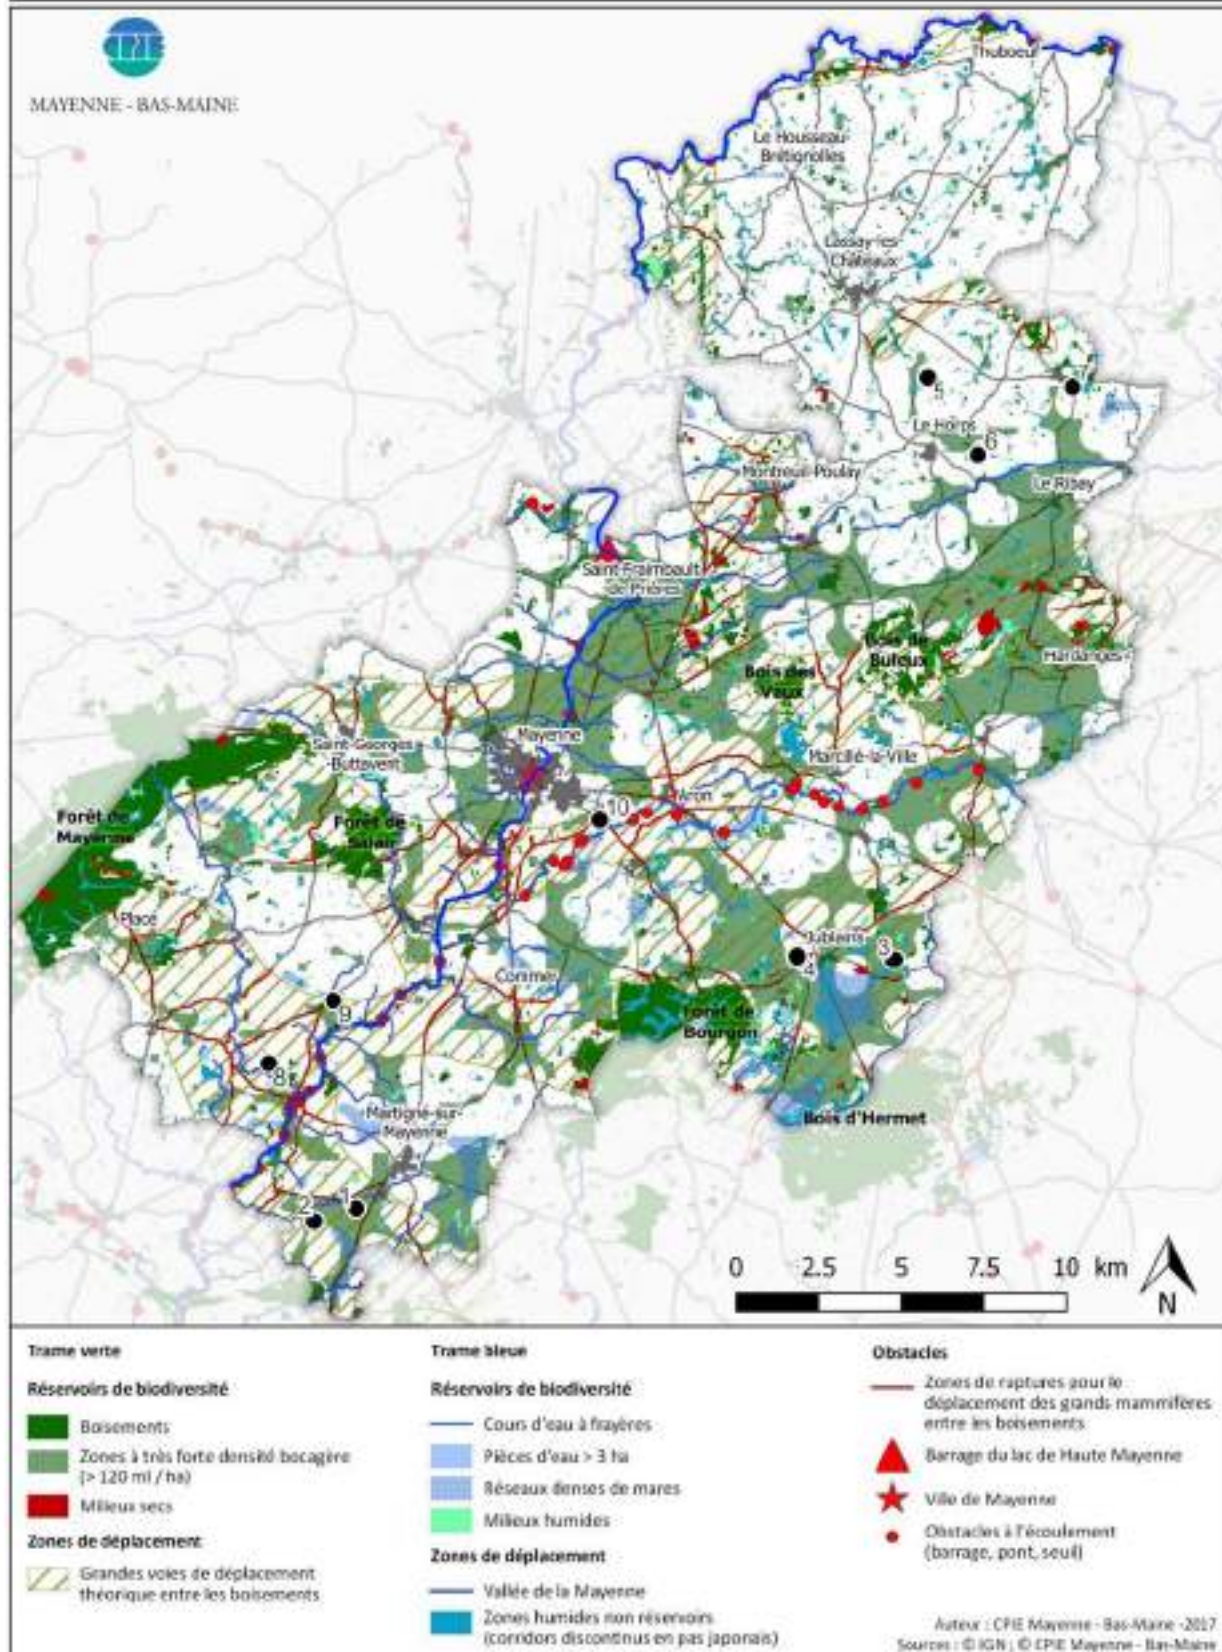 CPIE
MAYENNE - BAS-MAINE
Thuboeuf
Le Housseau-
Brétignolles
Lassay-les-
Châteaux
5
7
Le Horps
6
Montreuil-Poulay
Le Ribay
Saint-Fraimbault
de-Prières
Bois de
Buleux
Hardanges
Bois des
Vaux
Mayenne
Saint-Georges
-Buttavent
Marcillé-la-Ville
Aron
10
Forêt de
Mayenne
Forêt de
Salair
Placé
Jublains
3
4
Commer
9
Forêt de
Bourgon
8
Martigné-sur-
Mayenne
Bois d'Hermet
2
1
0 2.5 5 7.5 10 km
N
Trame verte
Réservoirs de biodiversité
Boisements
Zones à très forte densité bocagère
(> 120 ml / ha)
Milieux secs
Zones de déplacement
Grandes voies de déplacement
théorique entre les boisements
Trame bleue
Réservoirs de biodiversité
Cours d'eau à frayères
Pièces d'eau > 3 ha
Réseaux denses de mares
Milieux humides
Zones de déplacement
Vallée de la Mayenne
Zones humides non réservoirs
(corridors discontinus en pas japonais)
Obstacles
Zones de ruptures pour le
déplacement des grands mammifères
entre les boisements
Barrage du lac de Haute Mayenne
Ville de Mayenne
Obstacles à l'écoulement
(barrage, pont, seuil)
Auteur : CPIE Mayenne - Bas-Maine -2017
Sources : © IGN ; © CPIE Mayenne - Bas-Maine